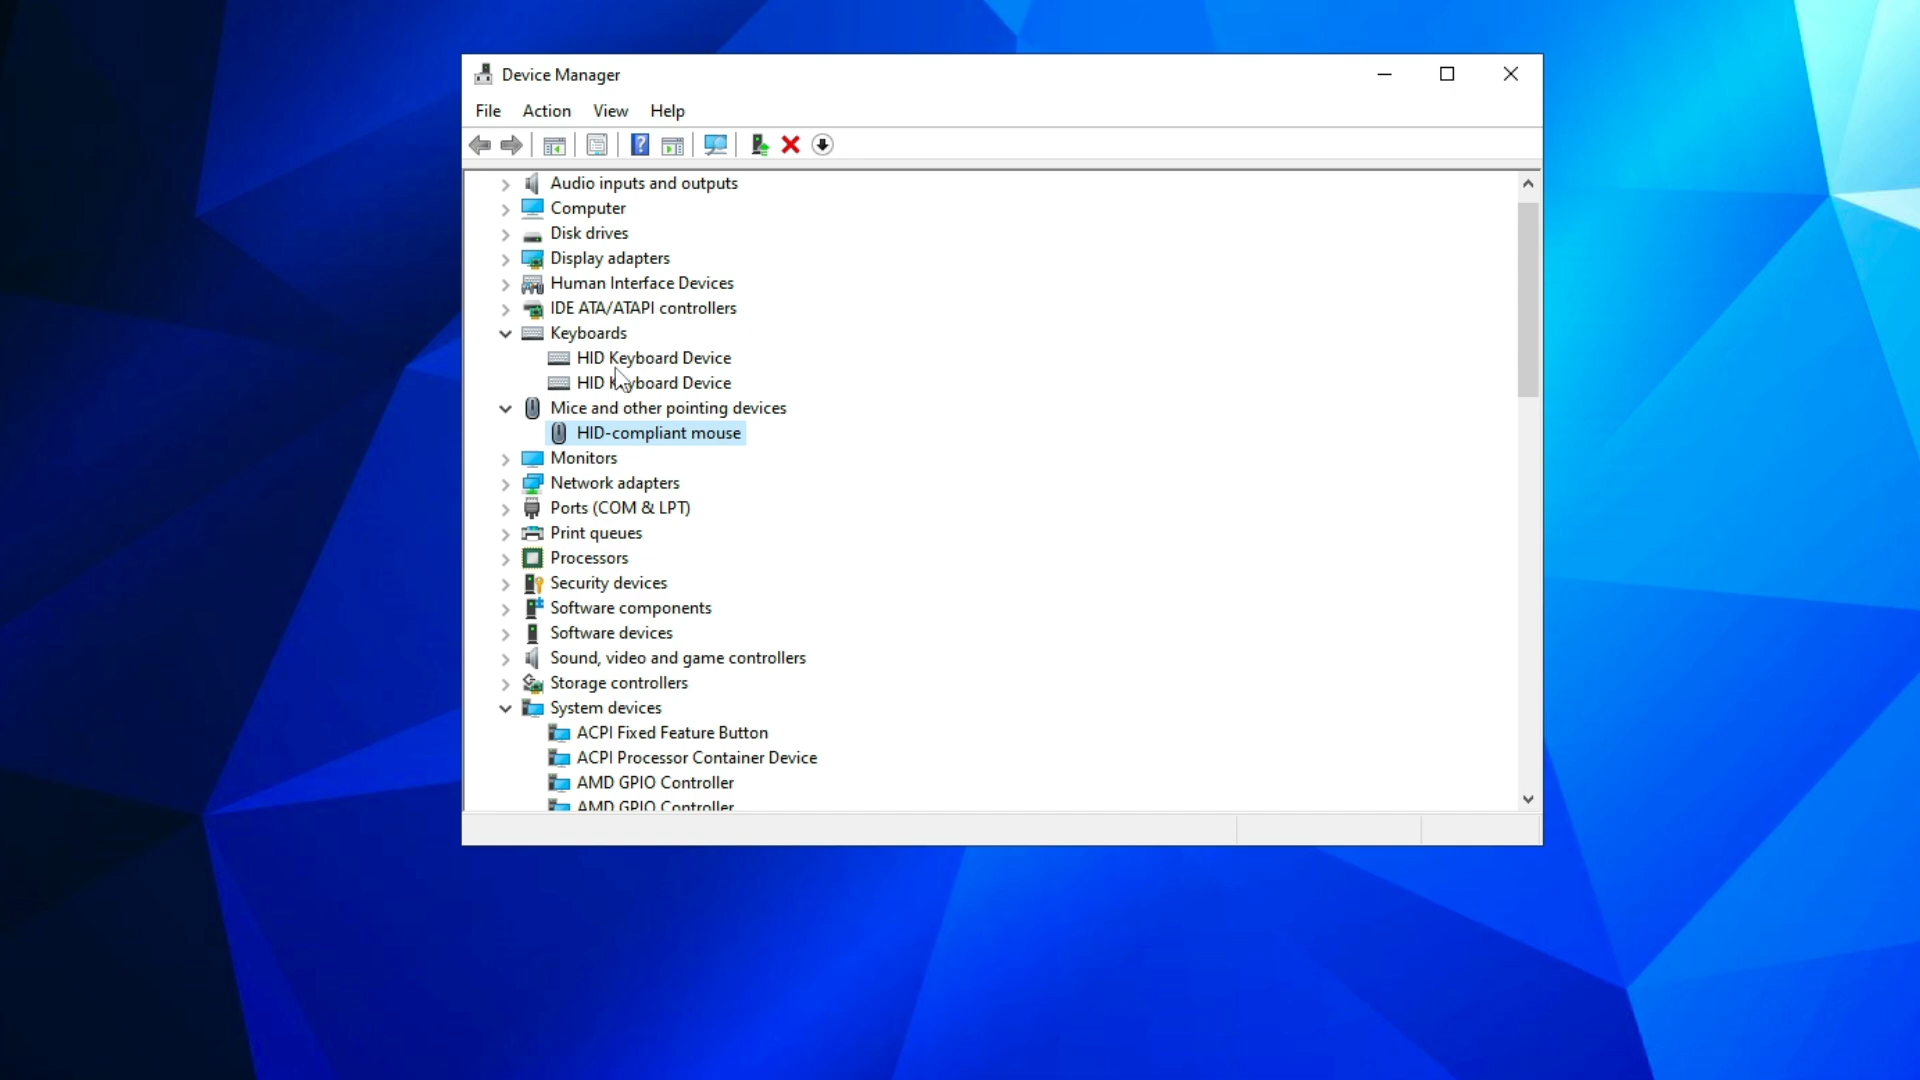 Device Manager
File Action View Help
Audio inputs and outputs
Computer
Disk drives
Display adapters
Human Interface Devices
IDE ATA/ATAPI controllers
Keyboards
HID Keyboard Device
HID Keyboard Device
Mice and other pointing devices
HID-compliant mouse
Monitors
Network adapters
Ports (COM & LPT)
Print queues
Processors
Security devices
Software components
Software devices
Sound, video and game controllers
Storage controllers
System devices
ACPI Fixed Feature Button
ACPI Processor Container Device
AMD GPIO Controller
AMD GPIO Controller